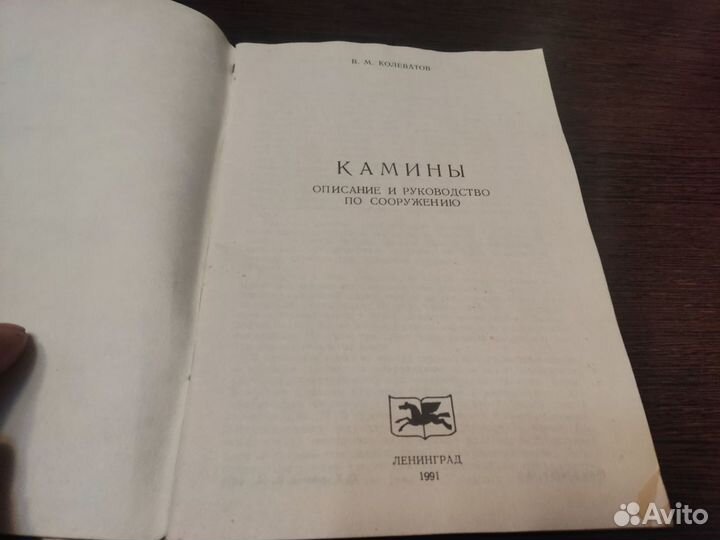 В. М. КОЛЕВАТОВ
КАМИНЫ
ОПИСАНИЕ И РУКОВОДСТВО
ПО СООРУЖЕНИЮ
ЛЕНИНГРАД
1991
Avito